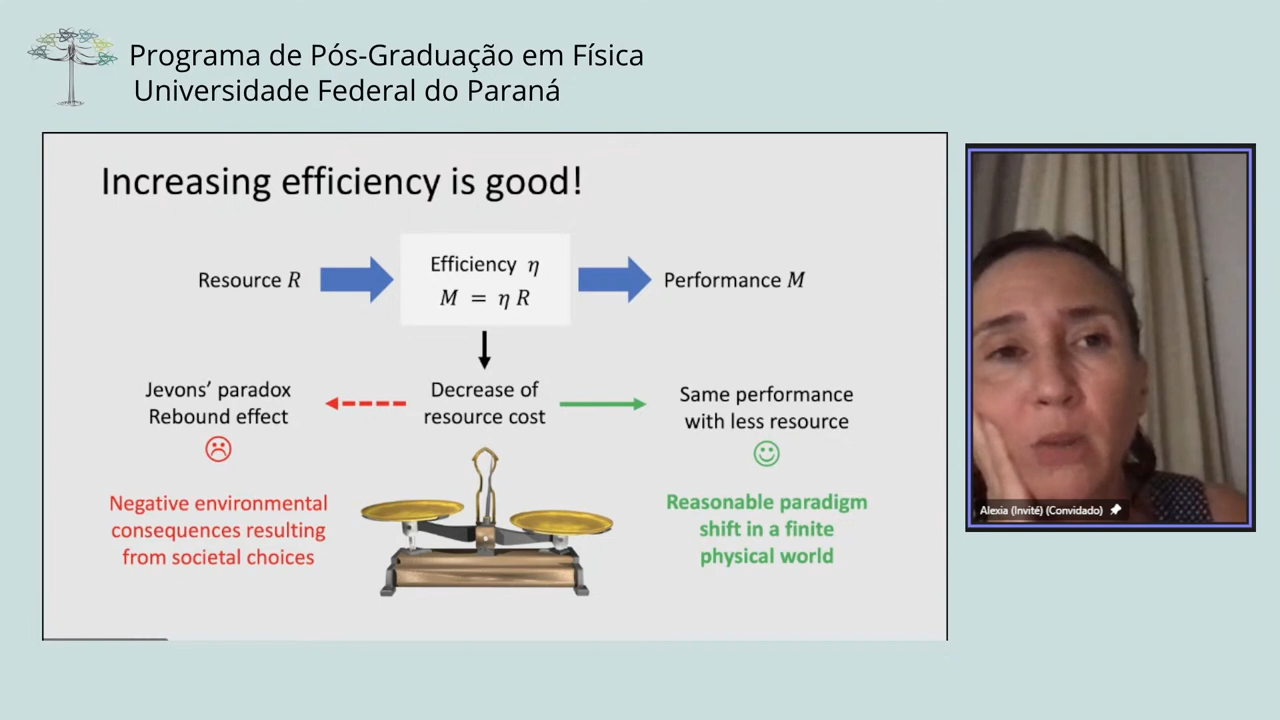 Programa de Pós-Graduação em Física
Universidade Federal do Paraná
Increasing efficiency is good!
Resource R
Efficiency η
M = η R
Performance M
Jevons' paradox
Rebound effect
Decrease of
resource cost
Same performance
with less resource
Negative environmental
consequences resulting
from societal choices
Reasonable paradigm
shift in a finite
physical world
Alexia (Invité) (Convidado)